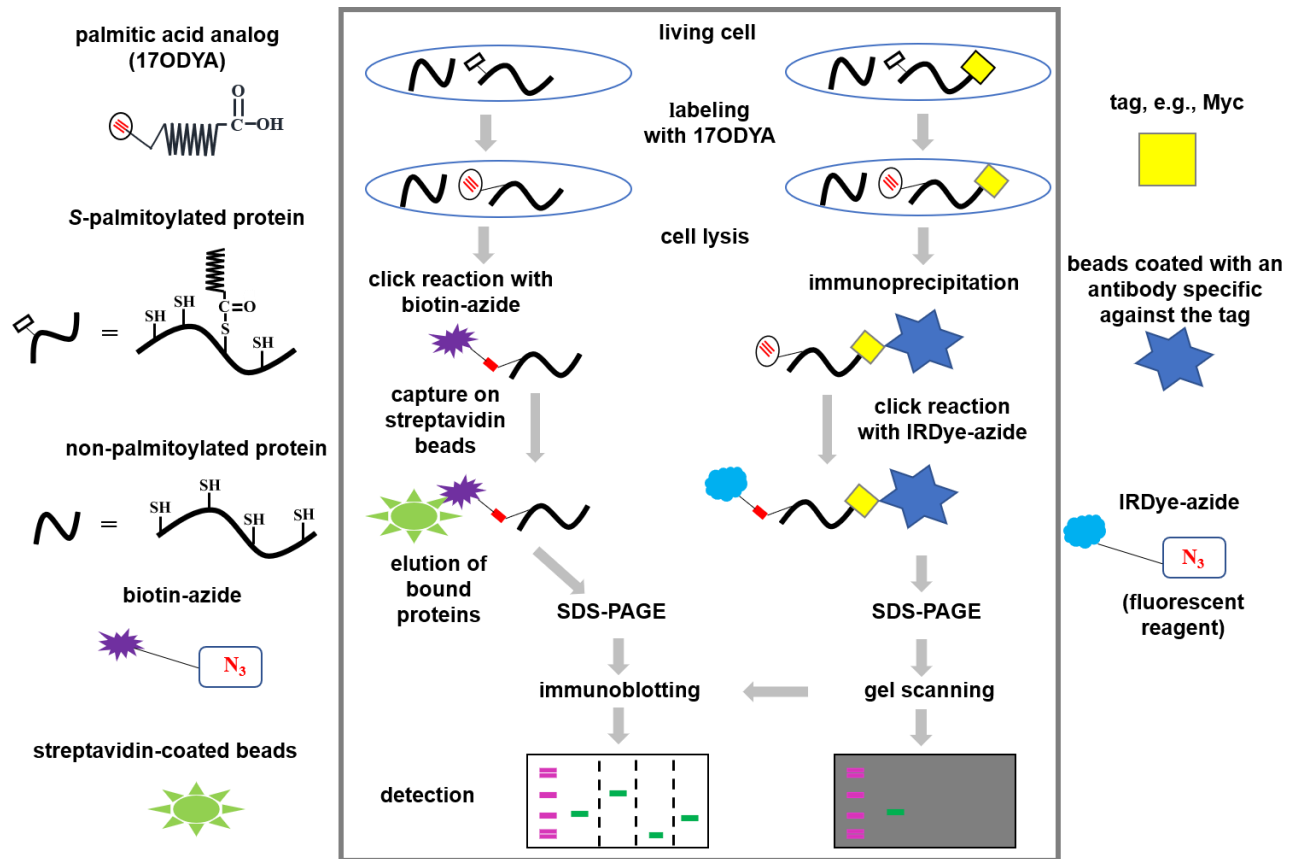 palmitic acid analog
(17ODYA)
O
C
OH
S-palmitoylated protein
SH
SH
C
O
S
SH
=
non-palmitoylated protein
SH
SH
SH
SH
=
biotin-azide
N3
streptavidin-coated beads
living cell
labeling
with 17ODYA
cell lysis
click reaction with
biotin-azide
capture on
streptavidin
beads
elution of
bound
proteins
SDS-PAGE
immunoblotting
detection
immunoprecipitation
click reaction
with IRDye-azide
SDS-PAGE
gel scanning
tag, e.g., Myc
beads coated with an
antibody specific
against the tag
IRDye-azide
N3
(fluorescent
reagent)